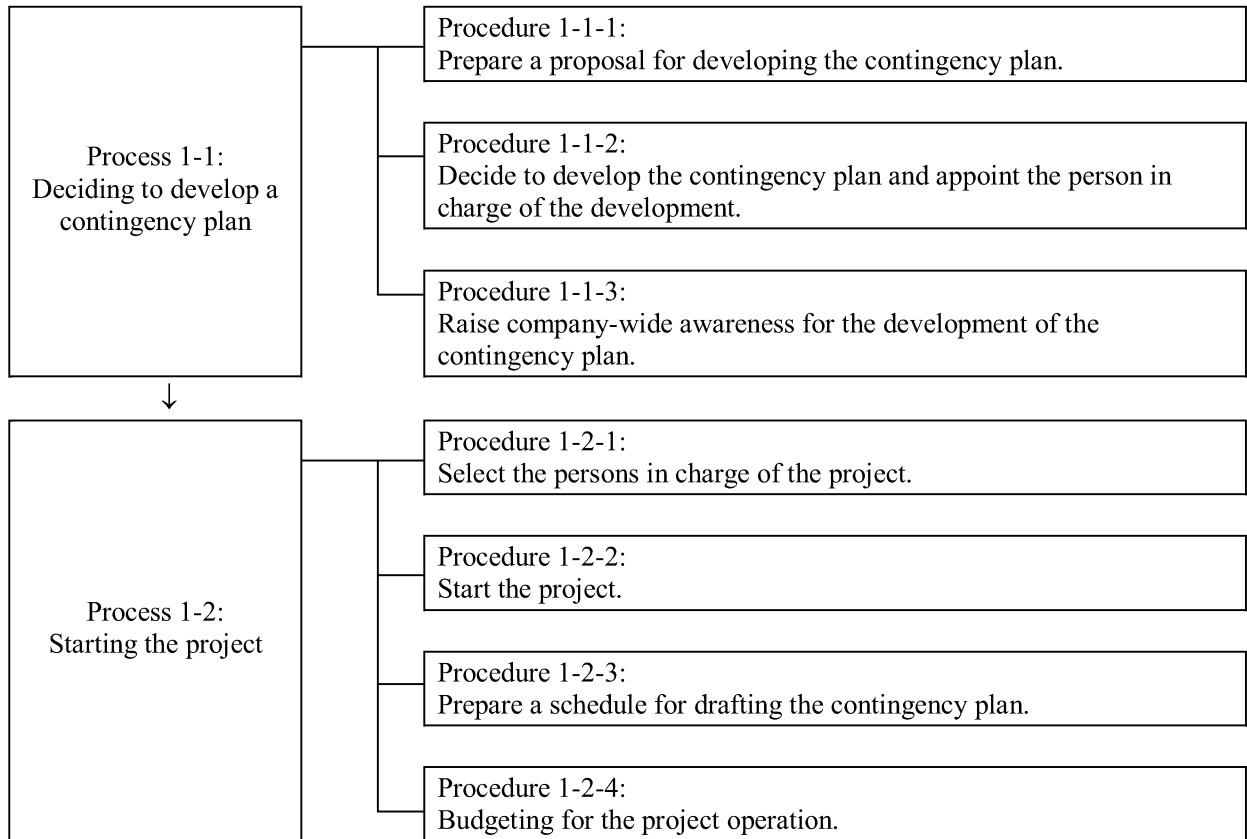 Process 1-1:
Deciding to develop a
contingency plan
Procedure 1-1-1:
Prepare a proposal for developing the contingency plan.
Procedure 1-1-2:
Decide to develop the contingency plan and appoint the person in
charge of the development.
Procedure 1-1-3:
Raise company-wide awareness for the development of the
contingency plan.
↓
Process 1-2:
Starting the project
Procedure 1-2-1:
Select the persons in charge of the project.
Procedure 1-2-2:
Start the project.
Procedure 1-2-3:
Prepare a schedule for drafting the contingency plan.
Procedure 1-2-4:
Budgeting for the project operation.